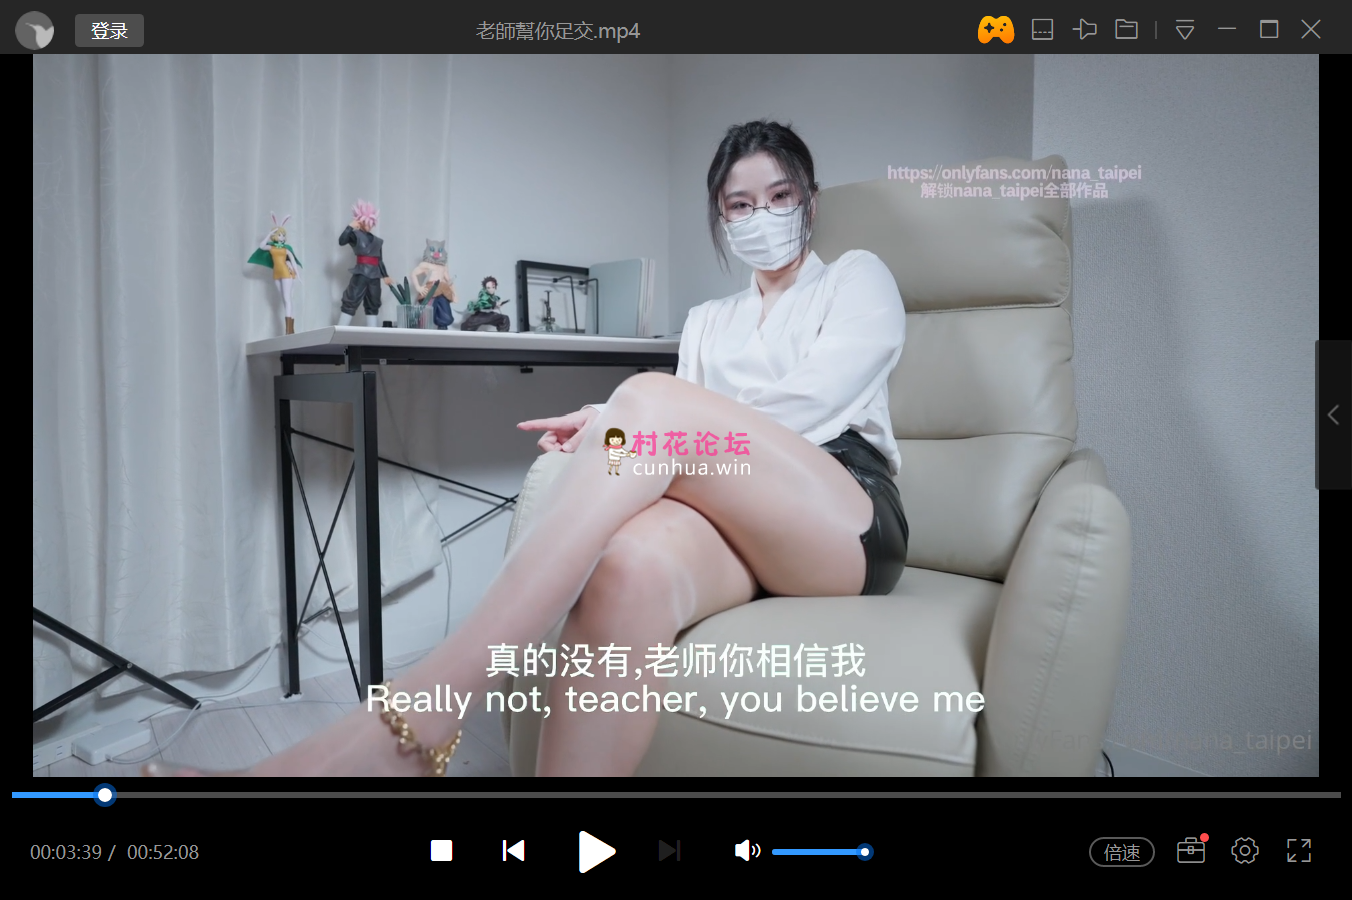 登录
老師幫你足交.mp4
https://onlyfans.com/nana_taipei
解锁nana_taipei全部作品
村花论坛
cunhua.win
真的没有,老师你相信我
Really not, teacher, you believe me
nana_taipei
00:03:39 / 00:52:08
倍速